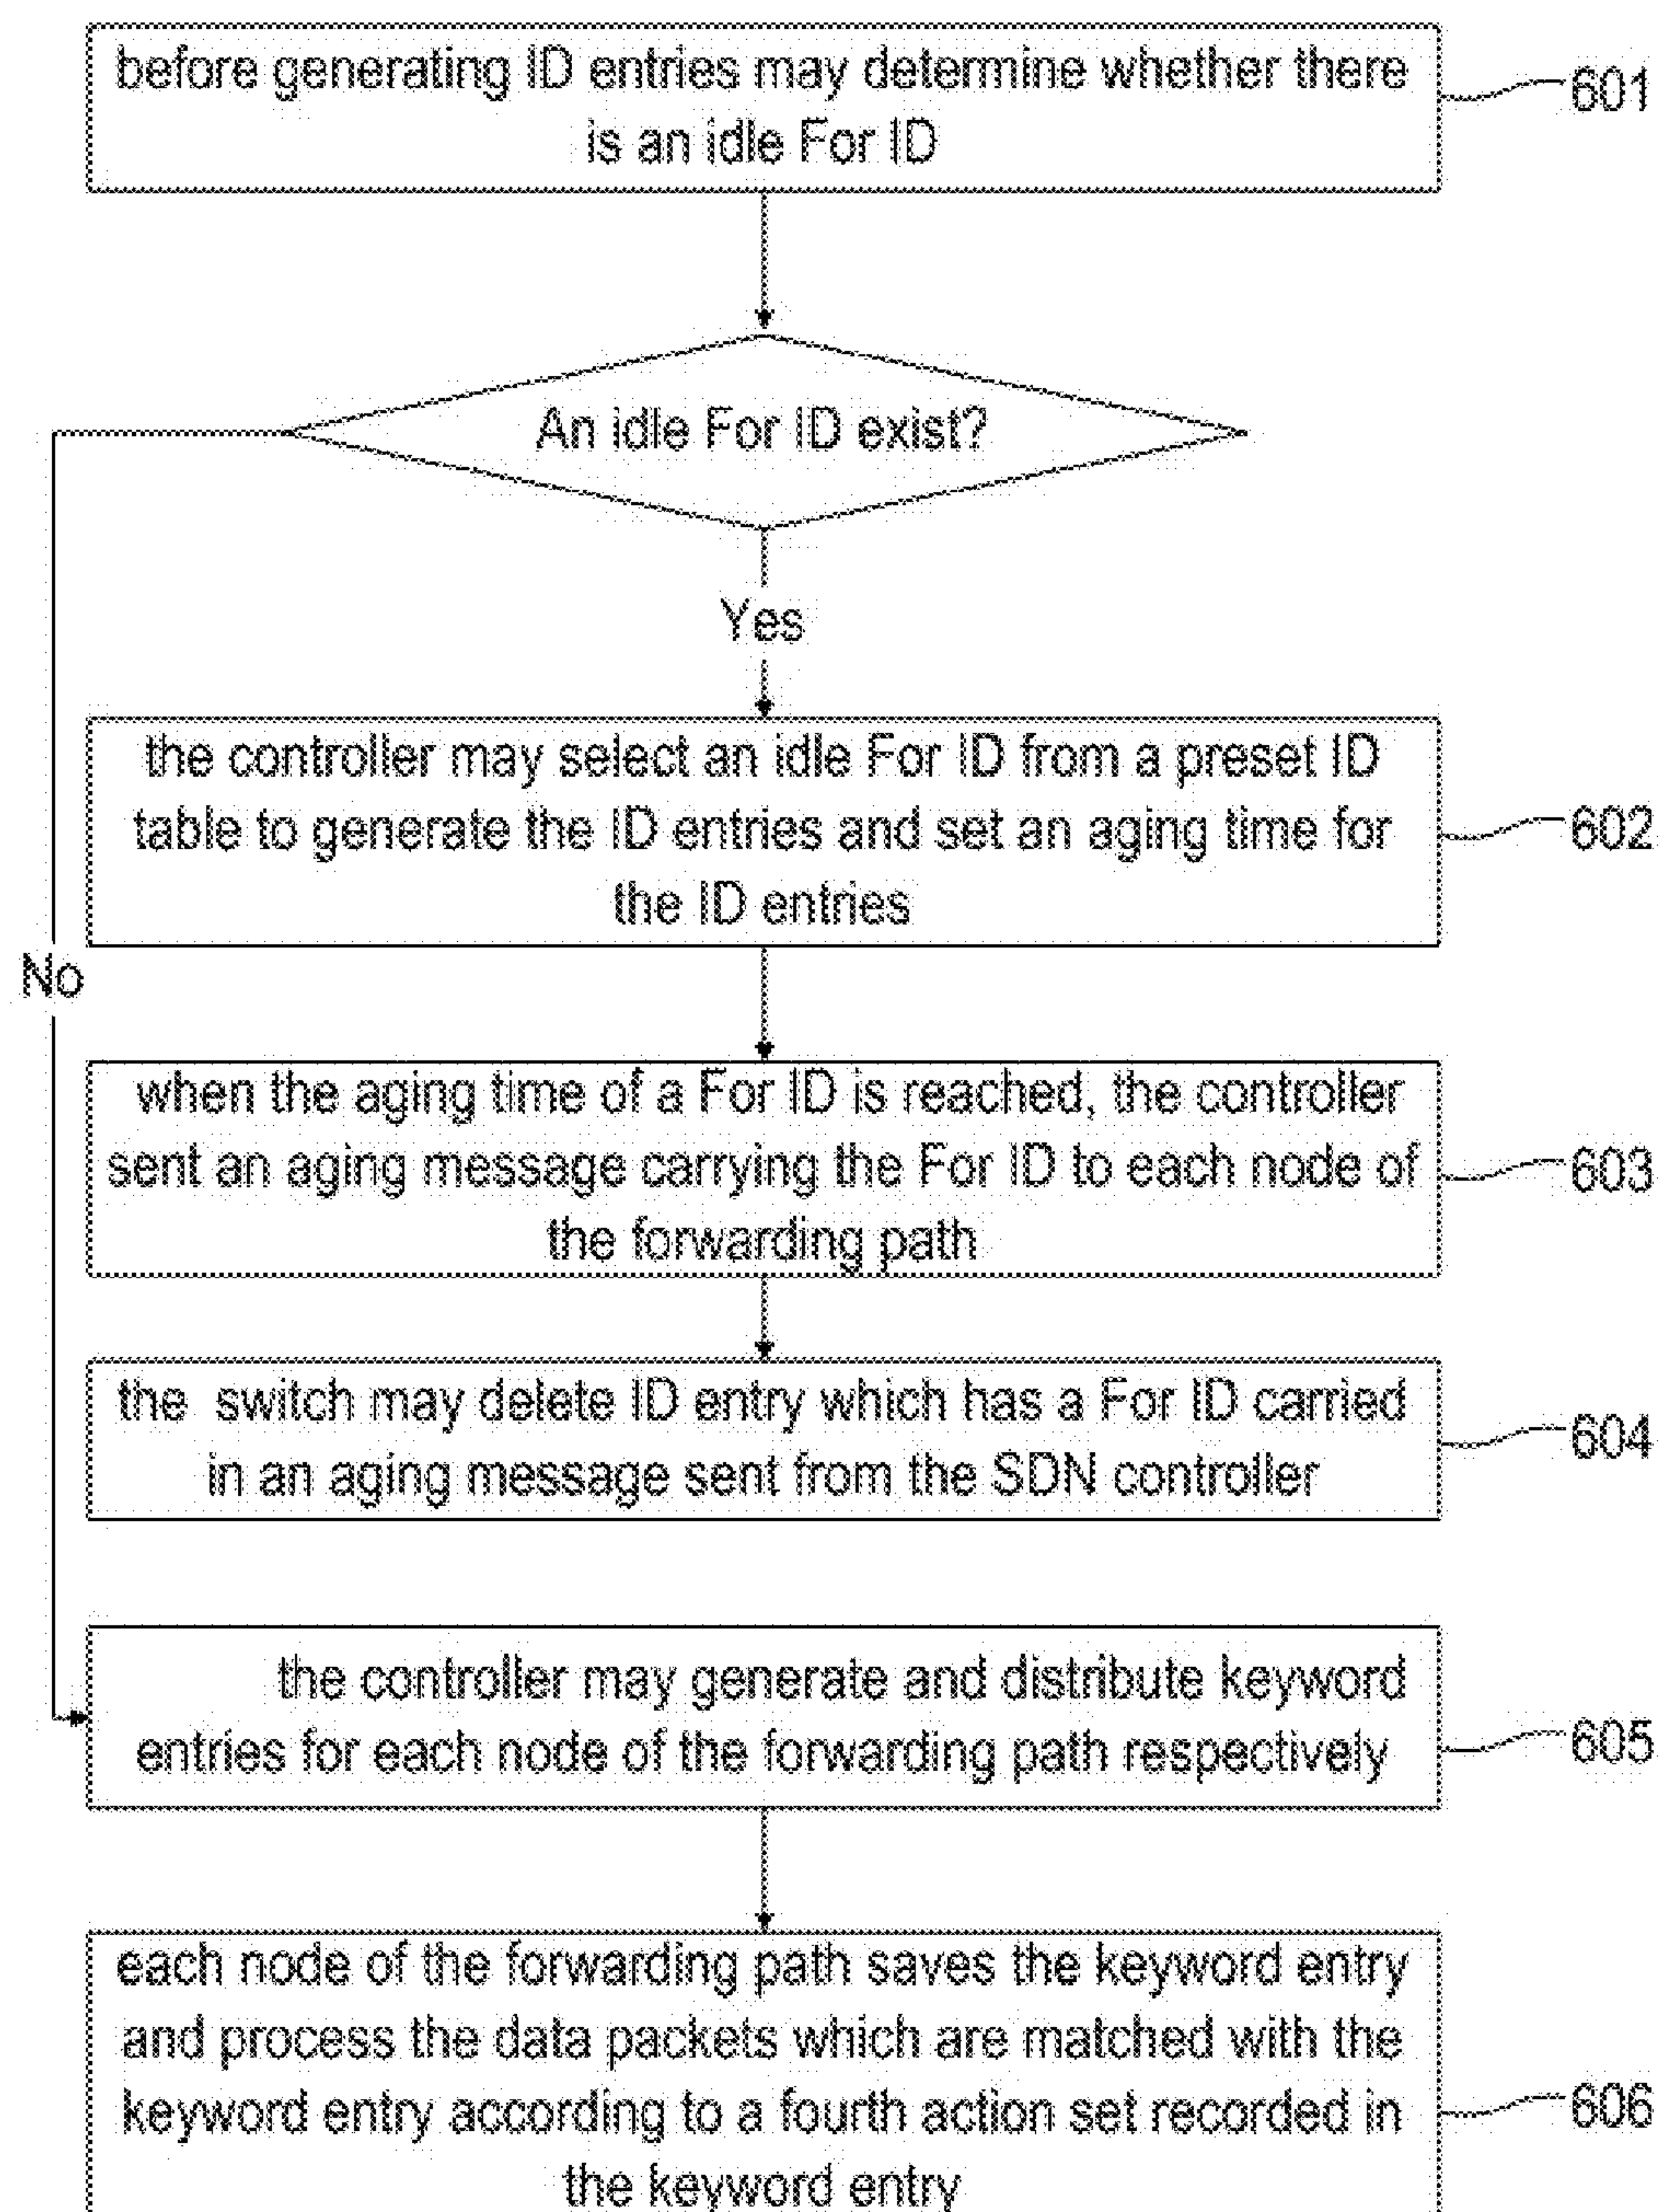 before generating ID entries may determine whether there
is an idle For ID
601
An idle For ID exist?
Yes
the controller may select an idle For ID from a preset ID
table to generate the ID entries and set an aging time for
the ID entries
602
No
when the aging time of a For ID is reached, the controller
sent an aging message carrying the For ID to each node of
the forwarding path
603
the switch may delete ID entry which has a For ID carried
in an aging message sent from the SDN controller
604
the controller may generate and distribute keyword
entries for each node of the forwarding path respectively
605
each node of the forwarding path saves the keyword entry
and process the data packets which are matched with the
keyword entry according to a fourth action set recorded in
the keyword entry
606